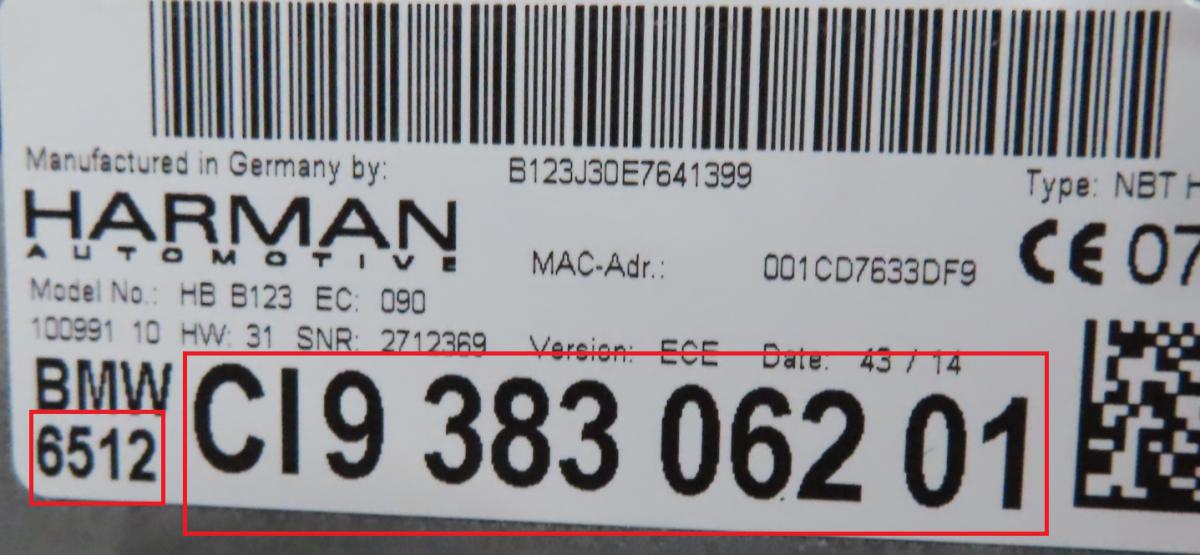 Manufactured in Germany by:
B123J30E7641399
Type: NBT H
HARMAN
AUTOMOTIVE
MAC-Adr.: 001CD7633DF9
CE 07
Model No.: HB B123 EC: 090
100991 10 HW: 31 SNR: 2712369 Version: ECE Date: 43 / 14
BMW
6512
CI9 383 062 01